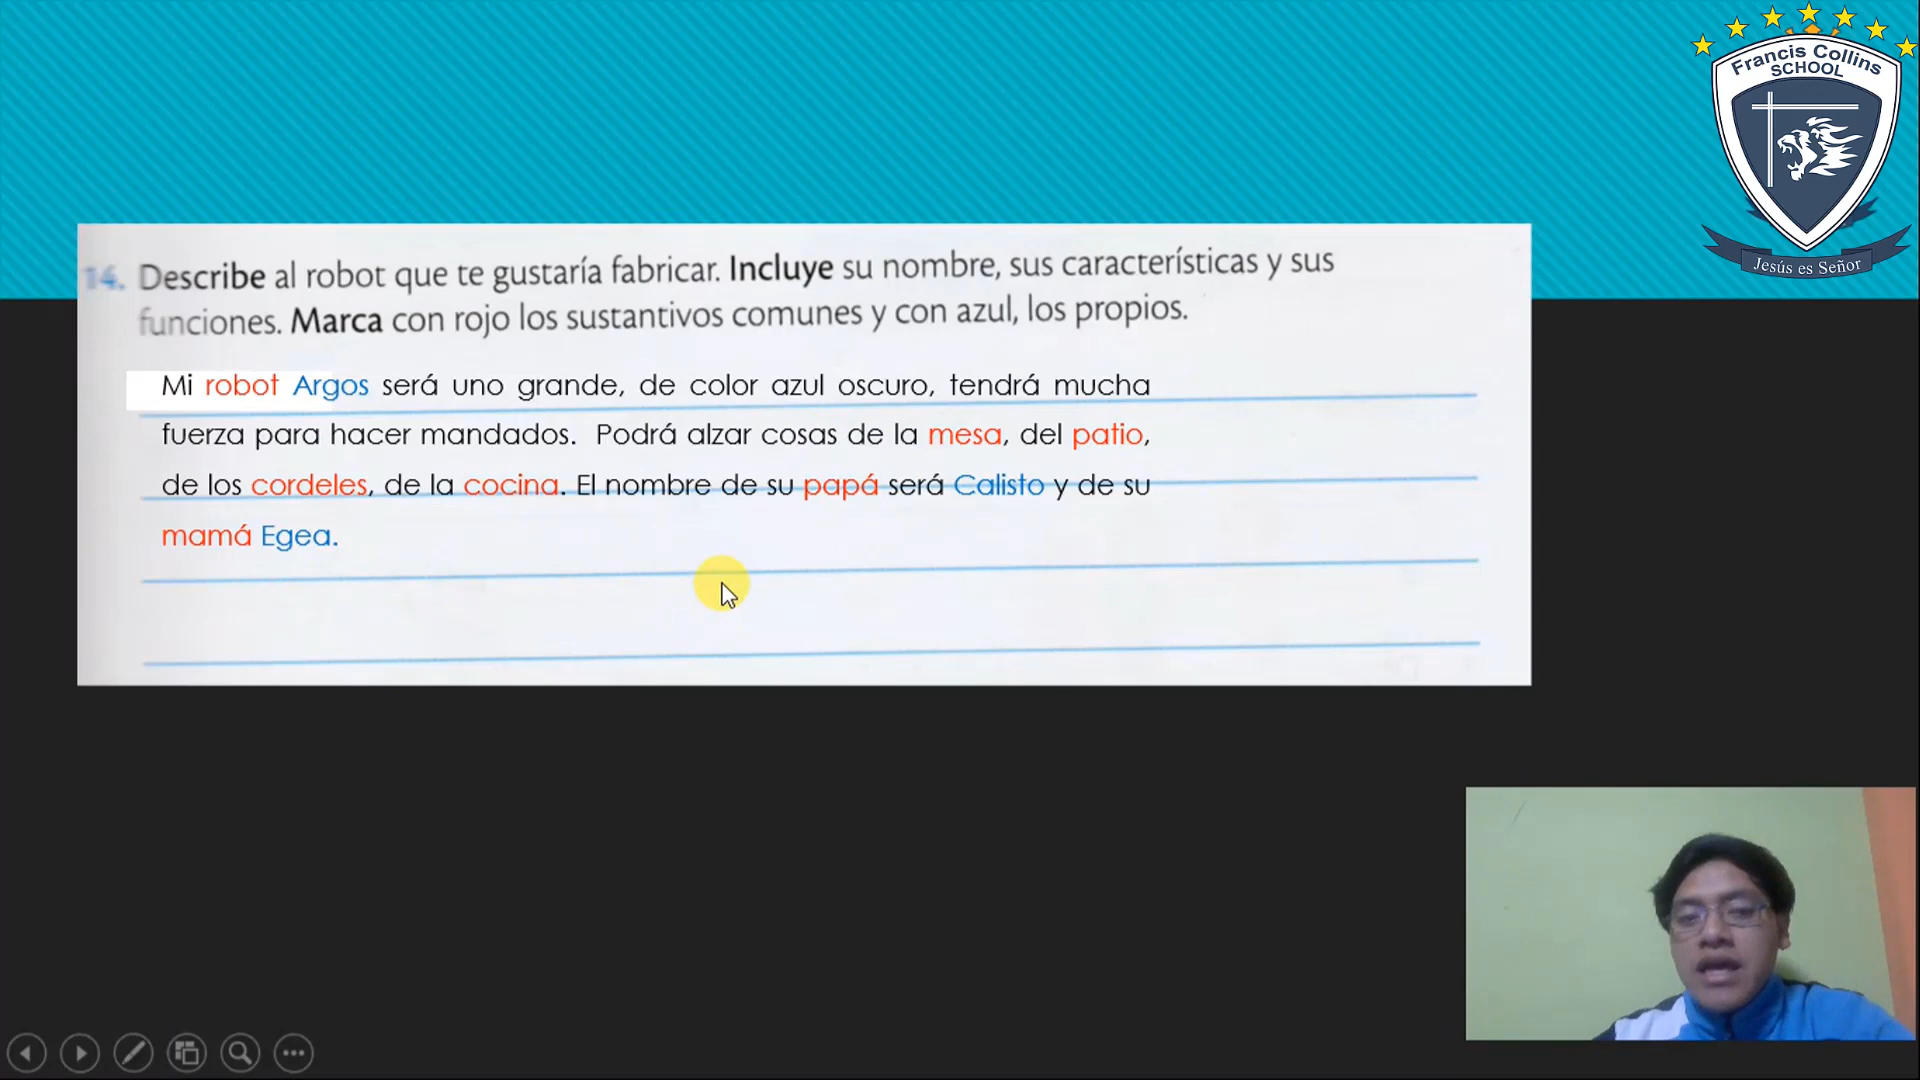 Francis Collins
SCHOOL
Jesús es Señor
14. Describe al robot que te gustaría fabricar. Incluye su nombre, sus características y sus
funciones. Marca con rojo los sustantivos comunes y con azul, los propios.
Mi robot Argos será uno grande, de color azul oscuro, tendrá mucha
fuerza para hacer mandados. Podrá alzar cosas de la mesa, del patio,
de los cordeles, de la cocina. El nombre de su papá será Calisto y de su
mamá Egea.